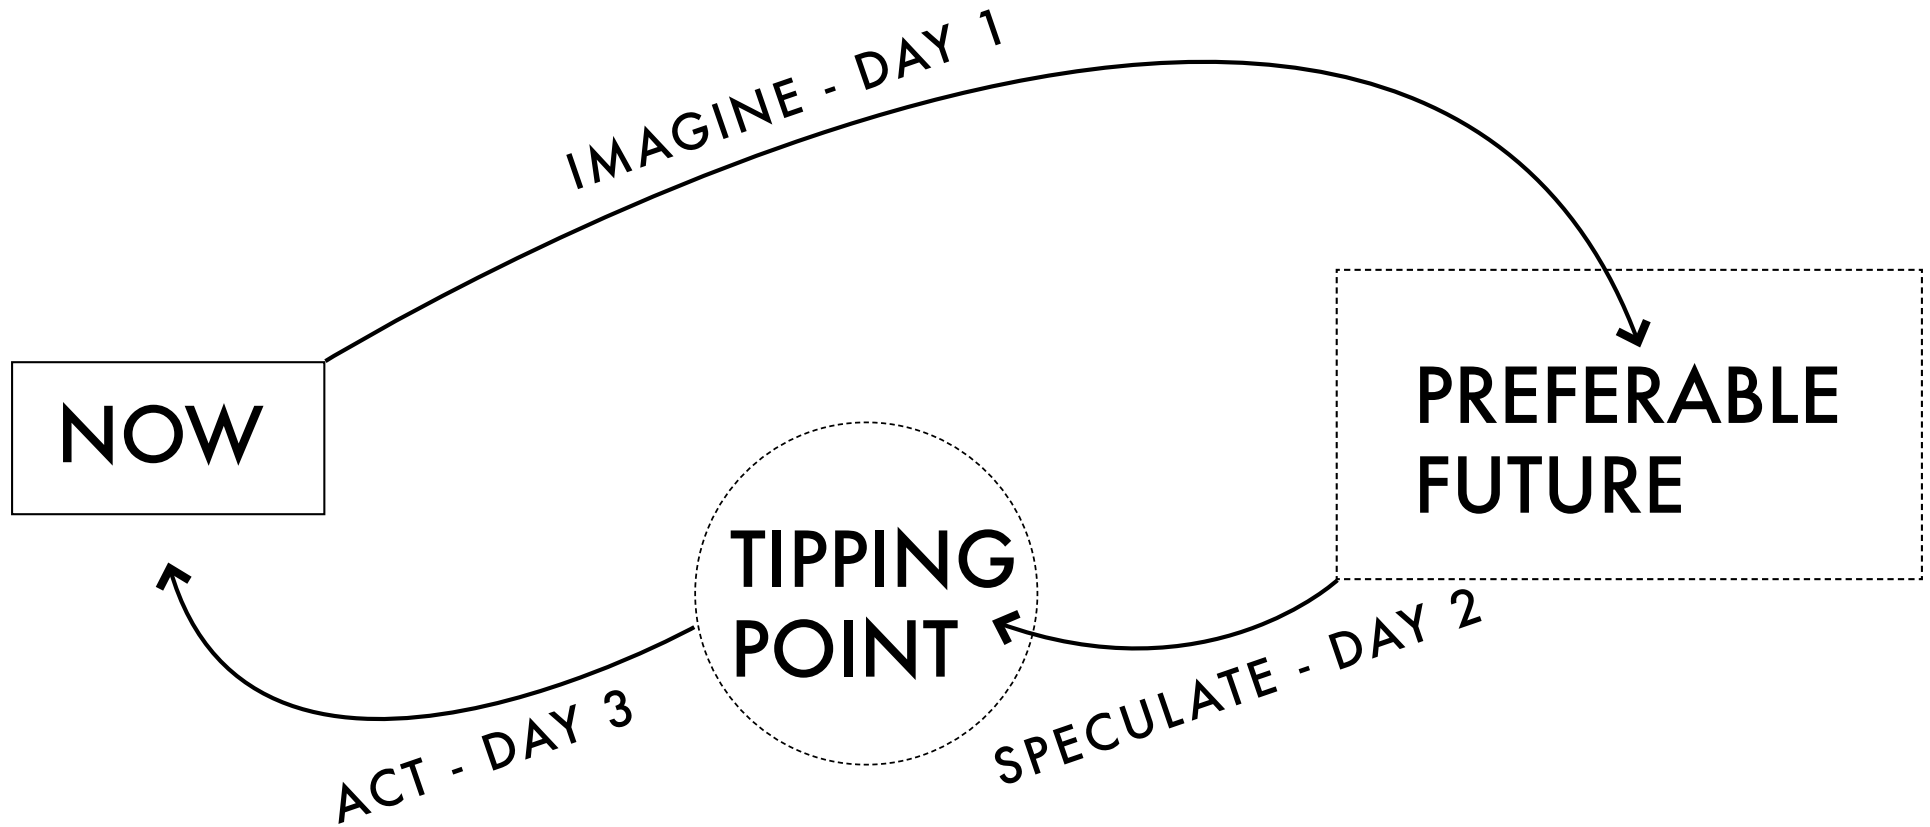 IMAGINE - DAY 1
NOW
PREFERABLE
FUTURE
TIPPING
POINT
SPECULATE - DAY 2
ACT - DAY 3